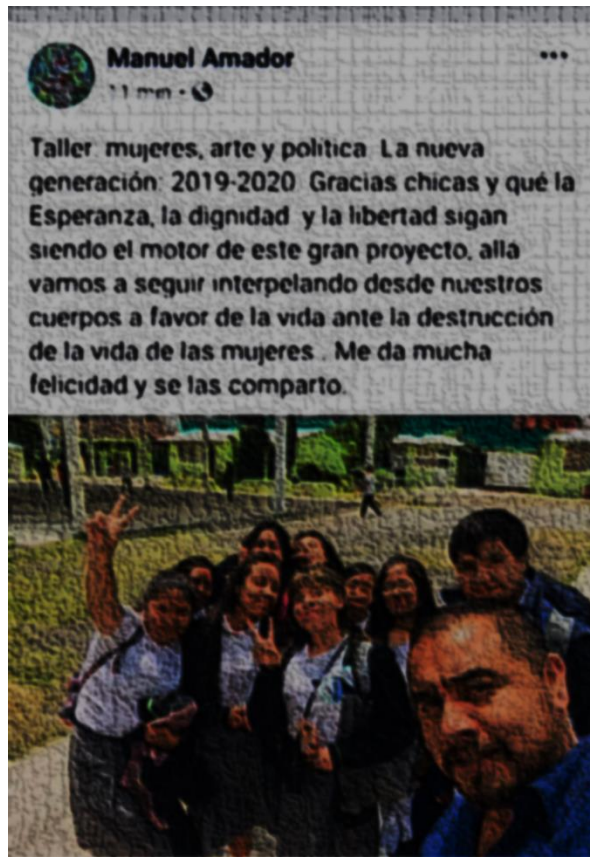 Manuel Amador
11 min
Taller mujeres, arte y política La nueva
generación: 2019-2020 Gracias chicas y qué la
Esperanza, la dignidad y la libertad sigan
siendo el motor de este gran proyecto, allá
vamos a seguir interpelando desde nuestros
cuerpos a favor de la vida ante la destrucción
de la vida de las mujeres . Me da mucha
felicidad y se las comparto.